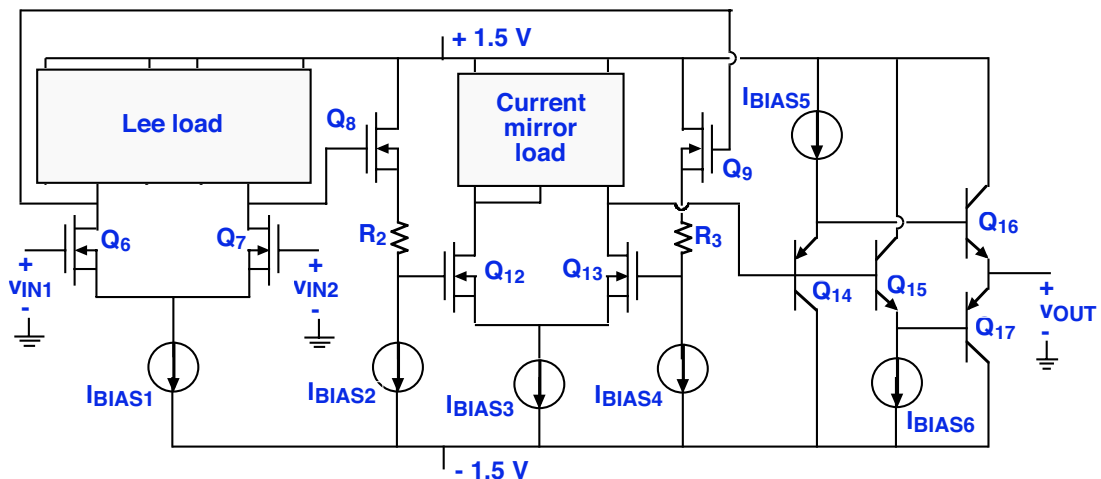 + 1.5 V
Lee load
Q8
Current
mirror
load
IBIAS5
Q9
Q6
Q7
R2
Q12
Q13
R3
Q14
Q15
Q16
Q17
+
vIN1
-
+
vIN2
-
+
vOUT
-
IBIAS1
IBIAS2
IBIAS3
IBIAS4
IBIAS6
- 1.5 V